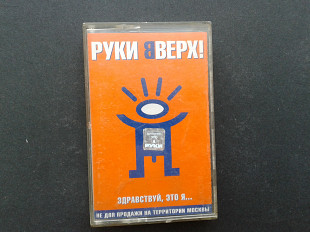 РУКИ ВВЕРХ!
ЗДРАВСТВУЙ, ЭТО Я...
НЕ ДЛЯ ПРОДАЖИ НА ТЕРРИТОРИИ МОСКВЫ